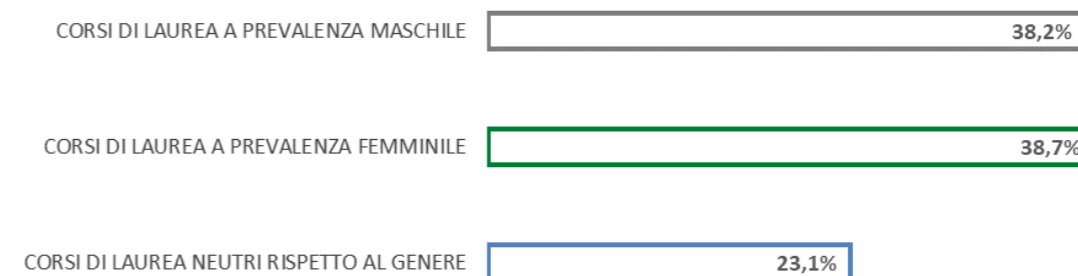 CORSI DI LAUREA A PREVALENZA MASCHILE 38,2%
CORSI DI LAUREA A PREVALENZA FEMMINILE 38,7%
CORSI DI LAUREA NEUTRI RISPETTO AL GENERE 23,1%